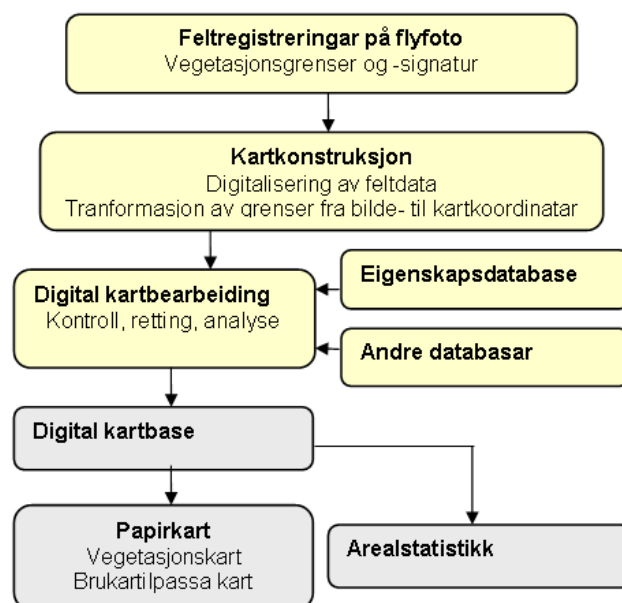 Feltregistreringar på flyfoto
Vegetasjonsgrenser og -signatur
Kartkonstruksjon
Digitalisering av feltdata
Tranformasjon av grenser fra bilde- til kartkoordinatar
Digital kartbearbeiding
Kontroll, retting, analyse
Eigenskapsdatabase
Andre databasar
Digital kartbase
Papirkart
Vegetasjonskart
Brukartilpassa kart
Arealstatistikk